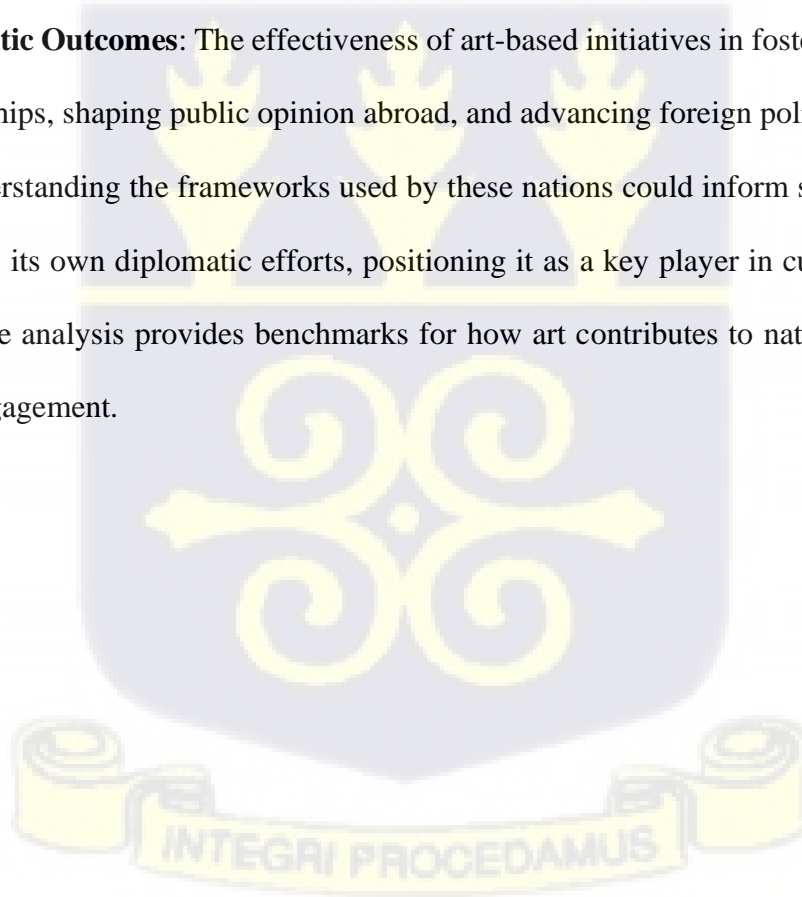 tic Outcomes: The effectiveness of art-based initiatives in foste
hips, shaping public opinion abroad, and advancing foreign poli
erstanding the frameworks used by these nations could inform s
its own diplomatic efforts, positioning it as a key player in cu
e analysis provides benchmarks for how art contributes to nat
gagement.
INTEGRI PROCEDAMUS